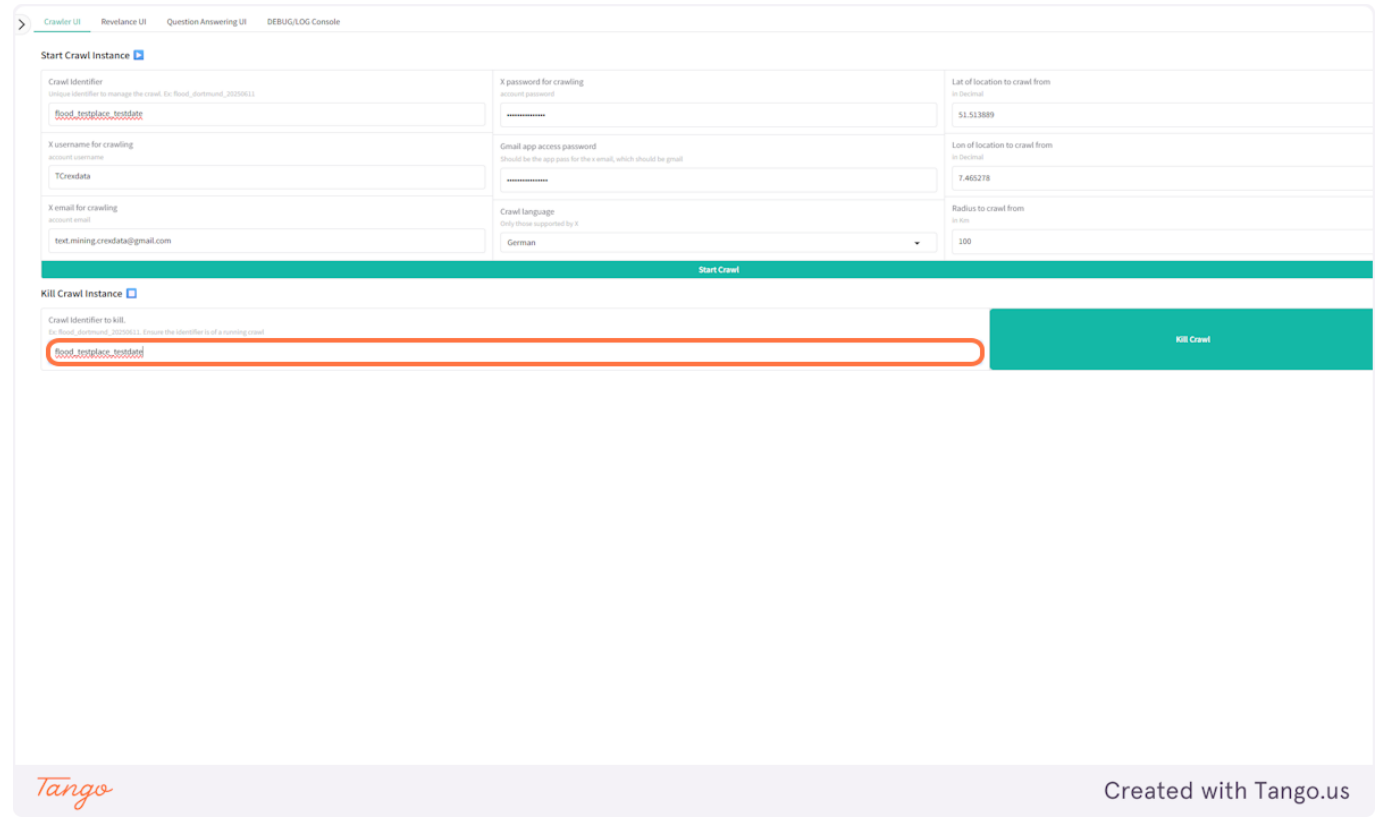 Crawler UI Revelance UI Question Answering UI DEBUG/LOG Console
Start Crawl Instance
Crawl Identifier
Unique identifier to manage the crawl. Ex: flood_dortmund_20250611
flood_testplace_testdate
X username for crawling
account username
TCrexdata
X email for crawling
account email
text.mining.crexdata@gmail.com
X password for crawling
account password
Gmail app access password
Should be the app pass for the x email, which should be gmail
Crawl language
Only those supported by X
German
Lat of location to crawl from
in Decimal
51.513889
Lon of location to crawl from
in Decimal
7.465278
Radius to crawl from
in Km
100
Start Crawl
Kill Crawl Instance
Crawl Identifier to kill.
Ex: flood_dortmund_20250611. Ensure the identifier is of a running crawl
flood_testplace_testdate
Kill Crawl
Tango
Created with Tango.us